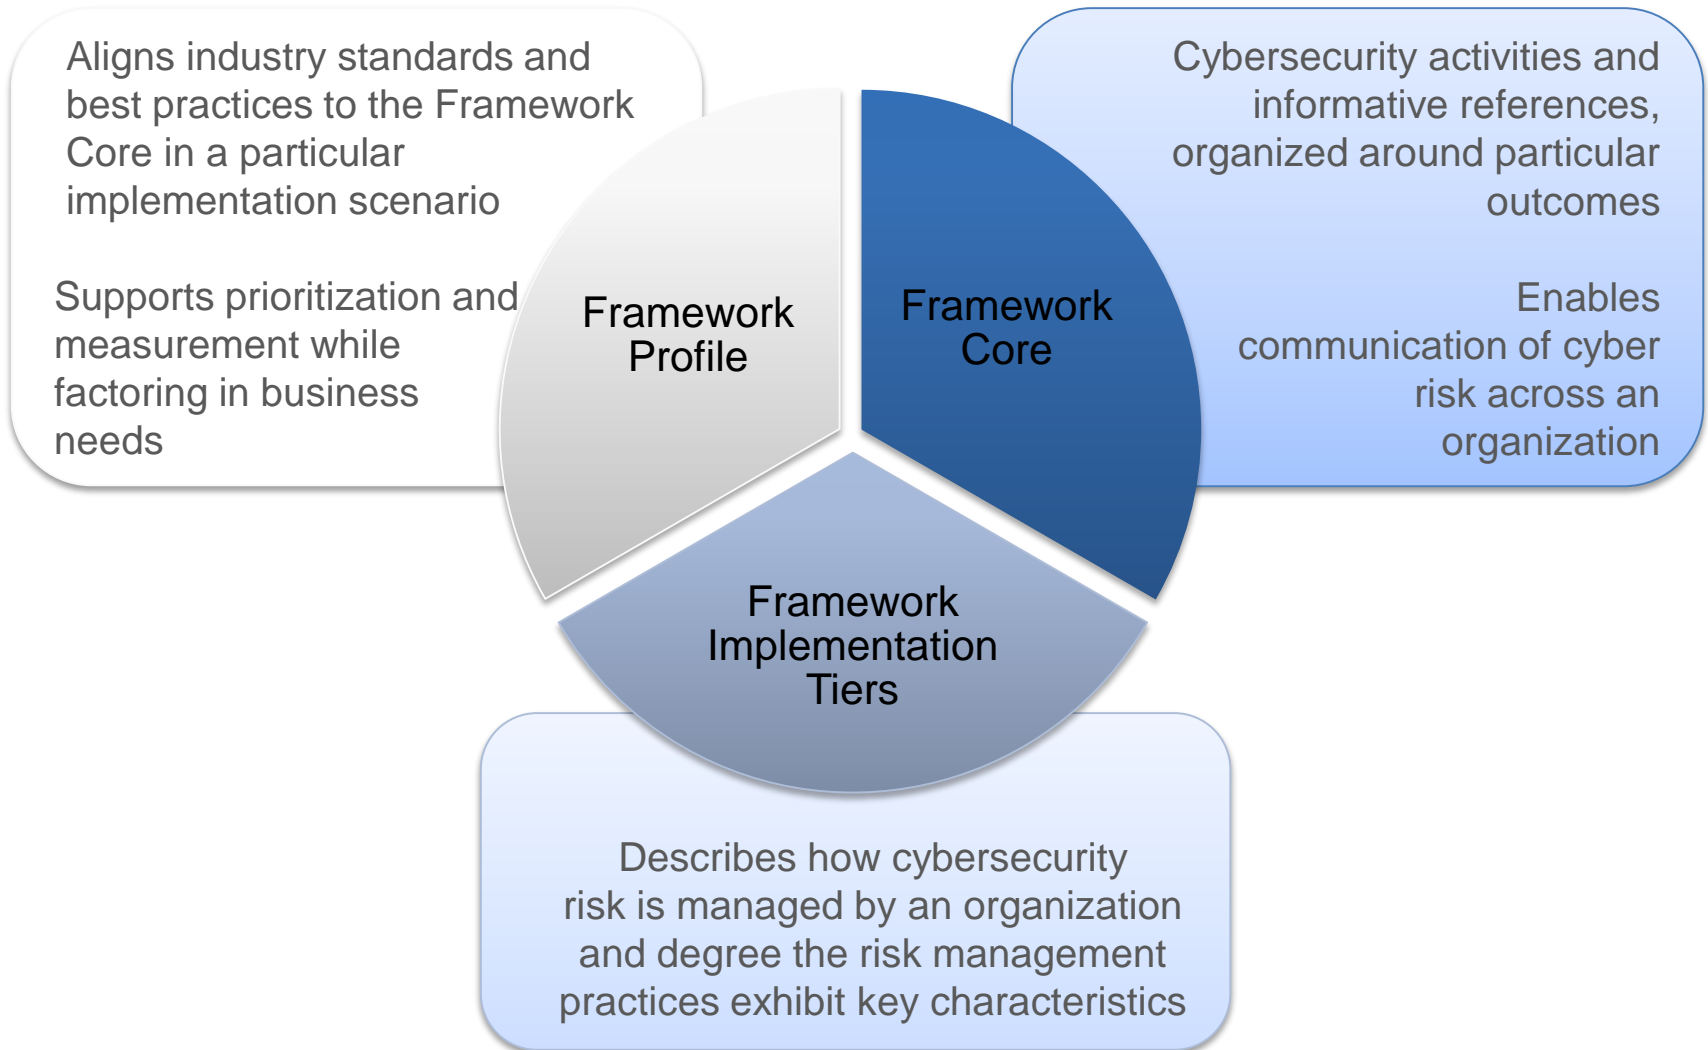 Aligns industry standards and
best practices to the Framework
Core in a particular
implementation scenario
Supports prioritization and
measurement while
factoring in business
needs
Framework
Profile
Framework
Core
Cybersecurity activities and
informative references,
organized around particular
outcomes
Enables
communication of cyber
risk across an
organization
Framework
Implementation
Tiers
Describes how cybersecurity
risk is managed by an organization
and degree the risk management
practices exhibit key characteristics